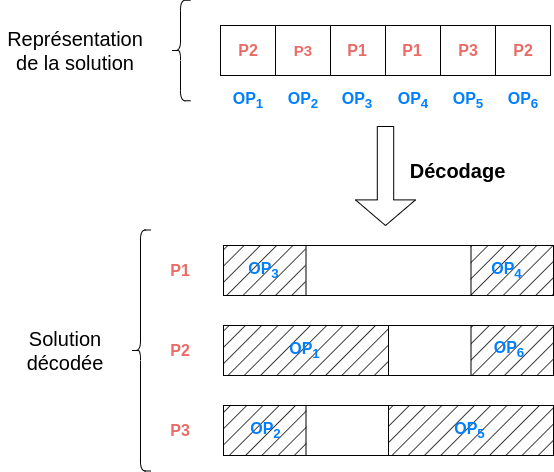 Représentation
de la solution
P2 P3 P1 P1 P3 P2
OP1 OP2 OP3 OP4 OP5 OP6
Décodage
Solution
décodée
P1 OP3 OP4
P2 OP1 OP6
P3 OP2 OP5